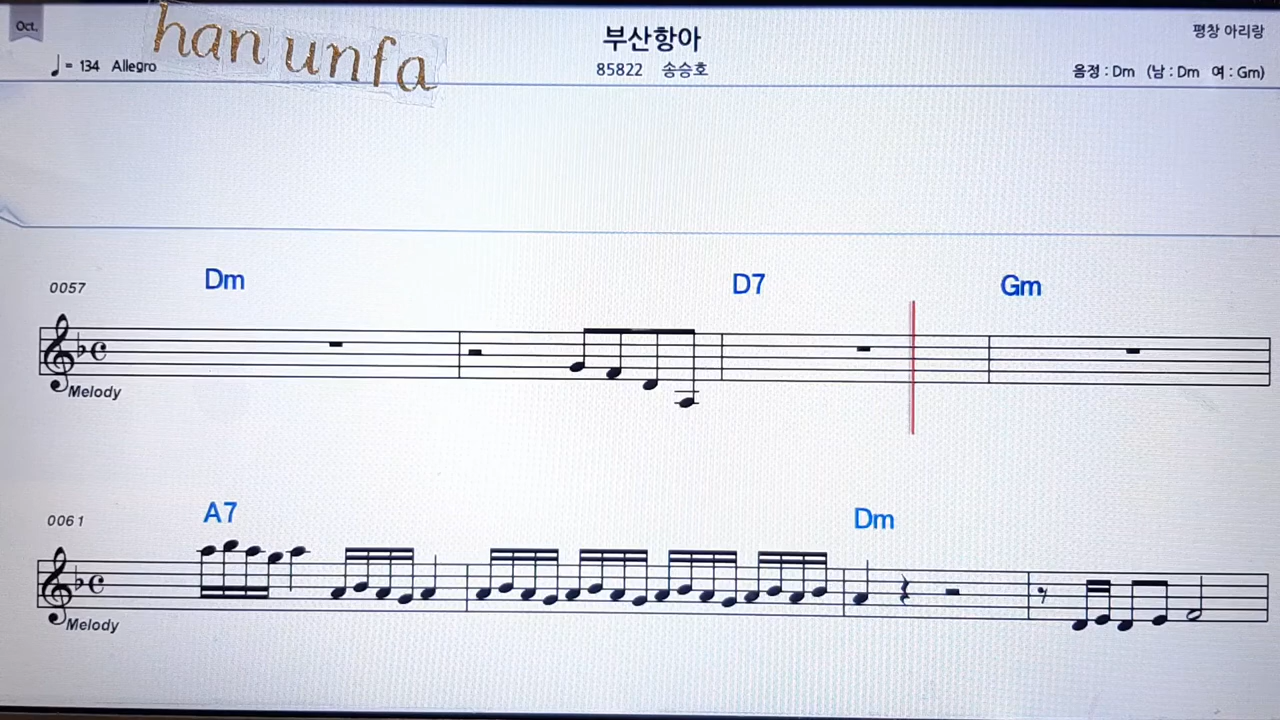 Oct.
han unfa
부산항아
평창 아리랑
♩ = 134 Allegro
85822 송승호
음정 : Dm (남 : Dm 여 : Gm)
0057 Dm D7 Gm
Melody
0061 A7 Dm
Melody